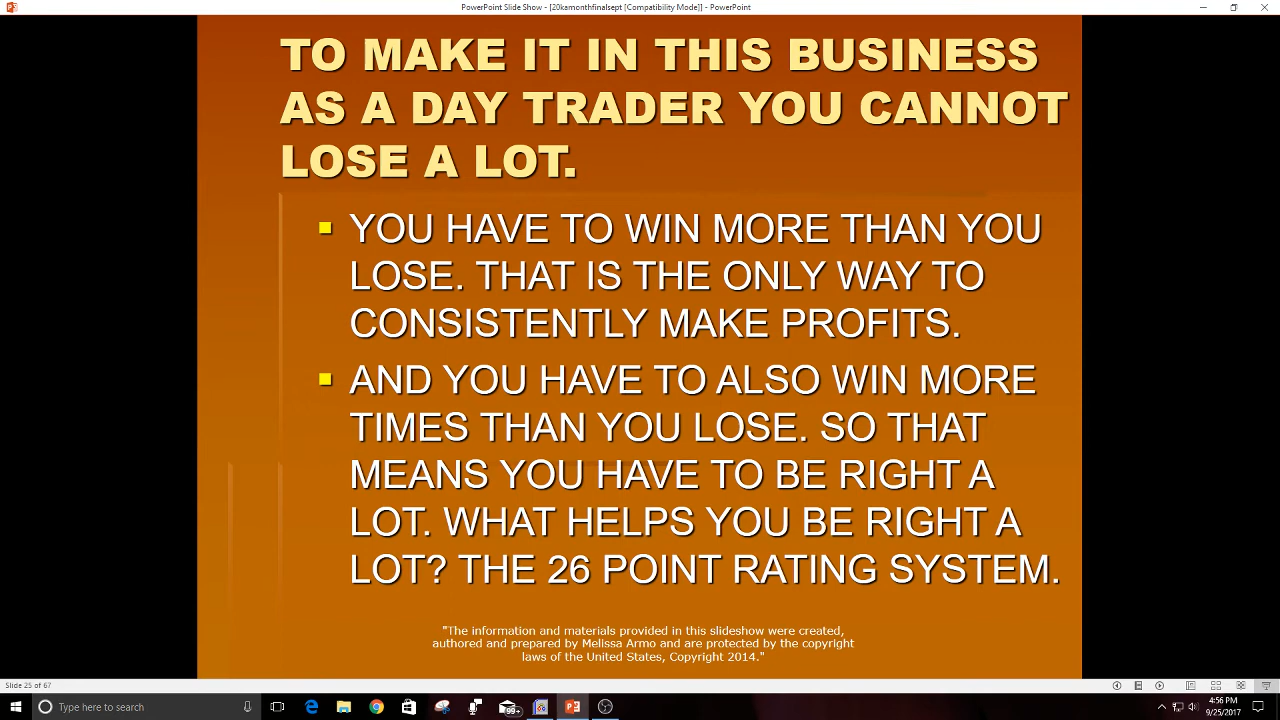 PowerPoint Slide Show - [20kamonthfinalsept [Compatibility Mode]] - PowerPoint
TO MAKE IT IN THIS BUSINESS
AS A DAY TRADER YOU CANNOT
LOSE A LOT.
YOU HAVE TO WIN MORE THAN YOU
LOSE. THAT IS THE ONLY WAY TO
CONSISTENTLY MAKE PROFITS.
AND YOU HAVE TO ALSO WIN MORE
TIMES THAN YOU LOSE. SO THAT
MEANS YOU HAVE TO BE RIGHT A
LOT. WHAT HELPS YOU BE RIGHT A
LOT? THE 26 POINT RATING SYSTEM.
"The information and materials provided in this slideshow were created,
authored and prepared by Melissa Armo and are protected by the copyright
laws of the United States, Copyright 2014."
Slide 25 of 67
Type here to search
99+
4:56 PM
9/25/2017